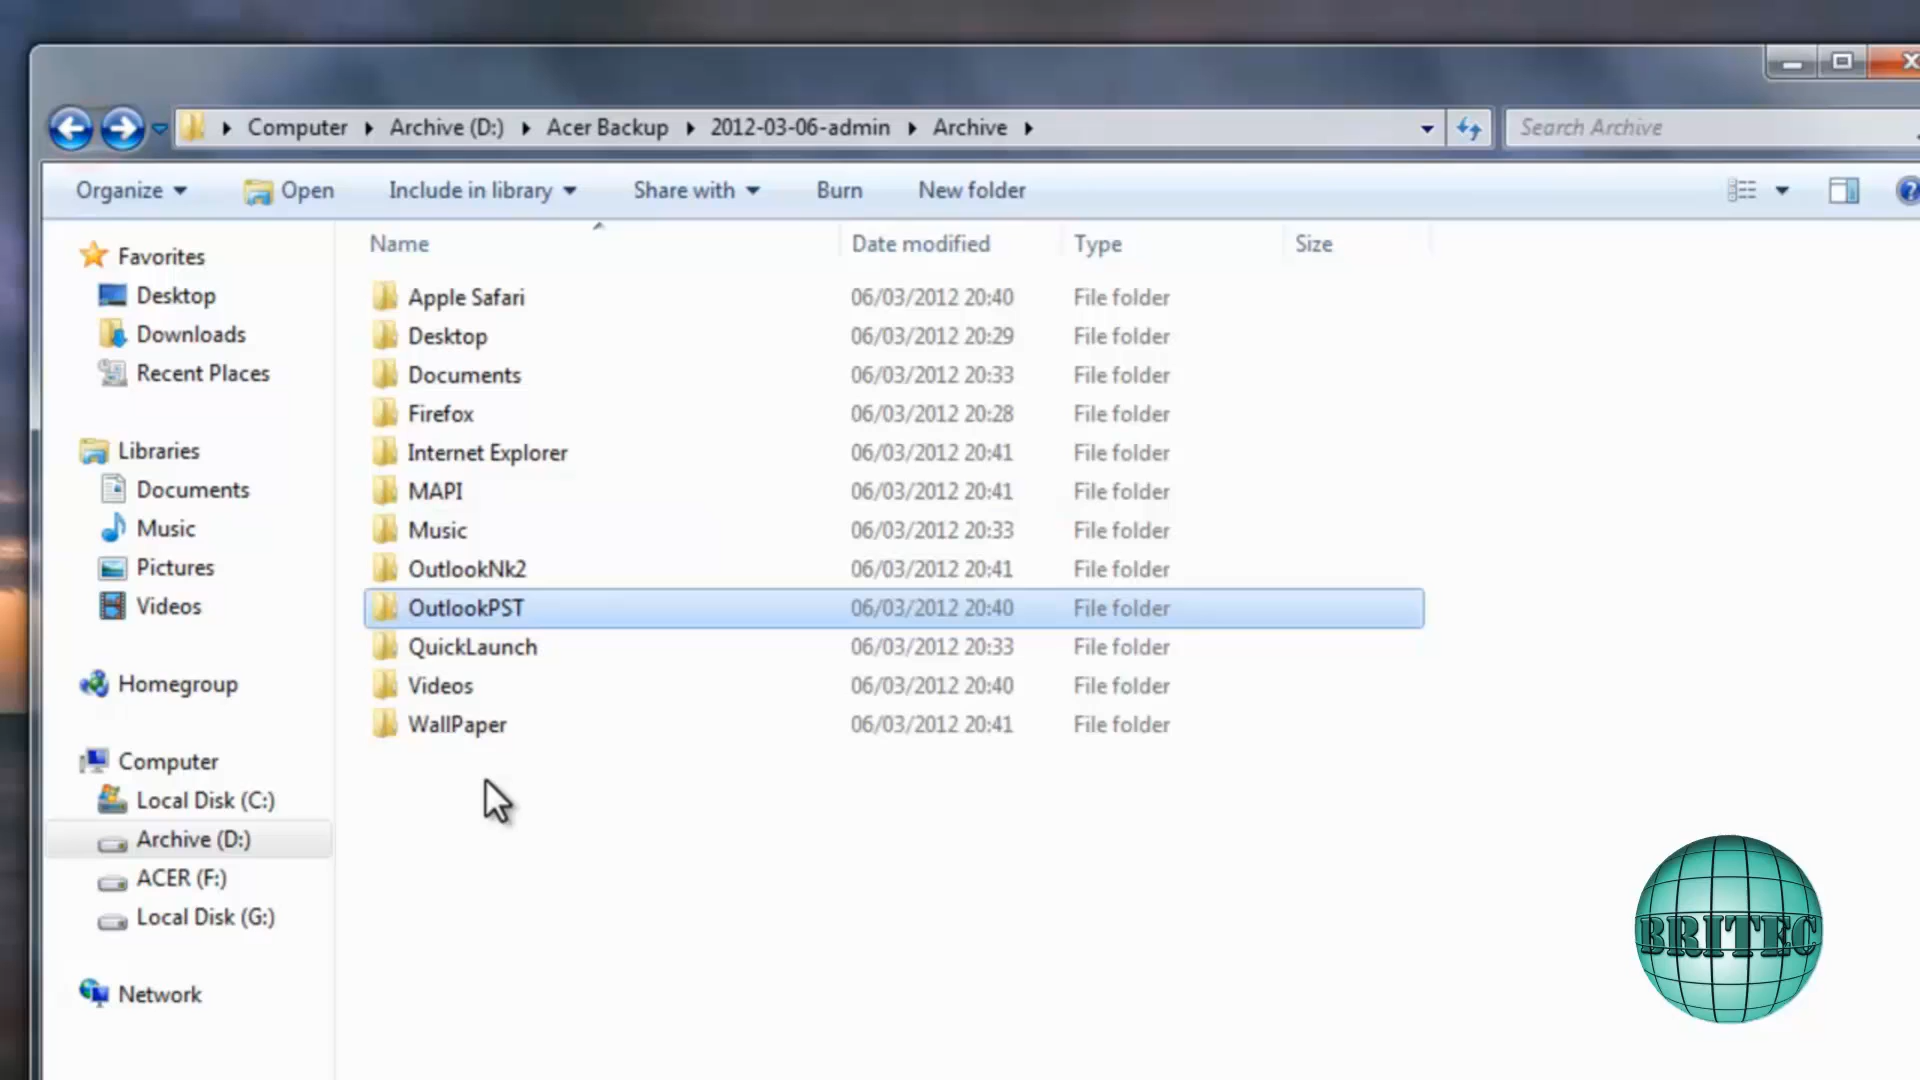 Computer Archive (D:) Acer Backup 2012-03-06-admin Archive
Search Archive
Organize Open Include in library Share with Burn New folder
Name Date modified Type Size
Favorites
Desktop
Downloads
Recent Places
Libraries
Documents
Music
Pictures
Videos
Homegroup
Computer
Local Disk (C:)
Archive (D:)
ACER (F:)
Local Disk (G:)
Network
Apple Safari 06/03/2012 20:40 File folder
Desktop 06/03/2012 20:29 File folder
Documents 06/03/2012 20:33 File folder
Firefox 06/03/2012 20:28 File folder
Internet Explorer 06/03/2012 20:41 File folder
MAPI 06/03/2012 20:41 File folder
Music 06/03/2012 20:33 File folder
OutlookNk2 06/03/2012 20:41 File folder
OutlookPST 06/03/2012 20:40 File folder
QuickLaunch 06/03/2012 20:33 File folder
Videos 06/03/2012 20:40 File folder
WallPaper 06/03/2012 20:41 File folder
BRITEC